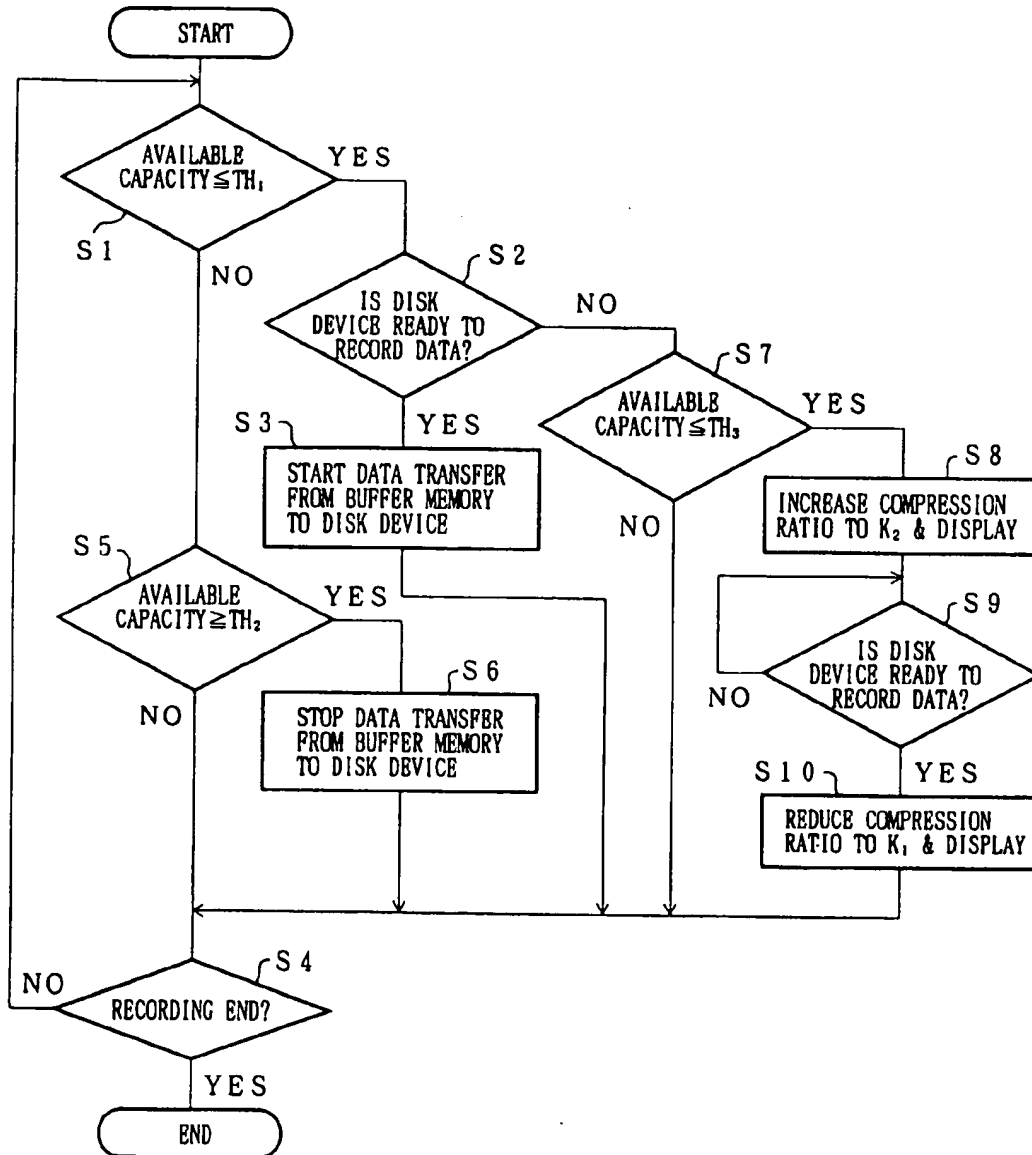 START
AVAILABLE
CAPACITY≦TH₁
YES
S1
NO
S2
IS DISK
DEVICE READY TO
RECORD DATA?
NO
YES
S7
AVAILABLE
CAPACITY≦TH₃
YES
NO
S3
START DATA TRANSFER
FROM BUFFER MEMORY
TO DISK DEVICE
S8
INCREASE COMPRESSION
RATIO TO K₂ & DISPLAY
S5
AVAILABLE
CAPACITY≧TH₂
YES
NO
S9
IS DISK
DEVICE READY TO
RECORD DATA?
NO
YES
S6
STOP DATA TRANSFER
FROM BUFFER MEMORY
TO DISK DEVICE
S10
REDUCE COMPRESSION
RATIO TO K₁ & DISPLAY
S4
NO
RECORDING END?
YES
END